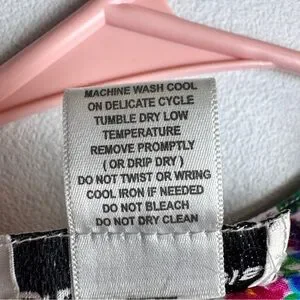 MACHINE WASH COOL
ON DELICATE CYCLE
TUMBLE DRY LOW
TEMPERATURE
REMOVE PROMPTLY
( OR DRIP DRY )
DO NOT TWIST OR WRING
COOL IRON IF NEEDED
DO NOT BLEACH
DO NOT DRY CLEAN